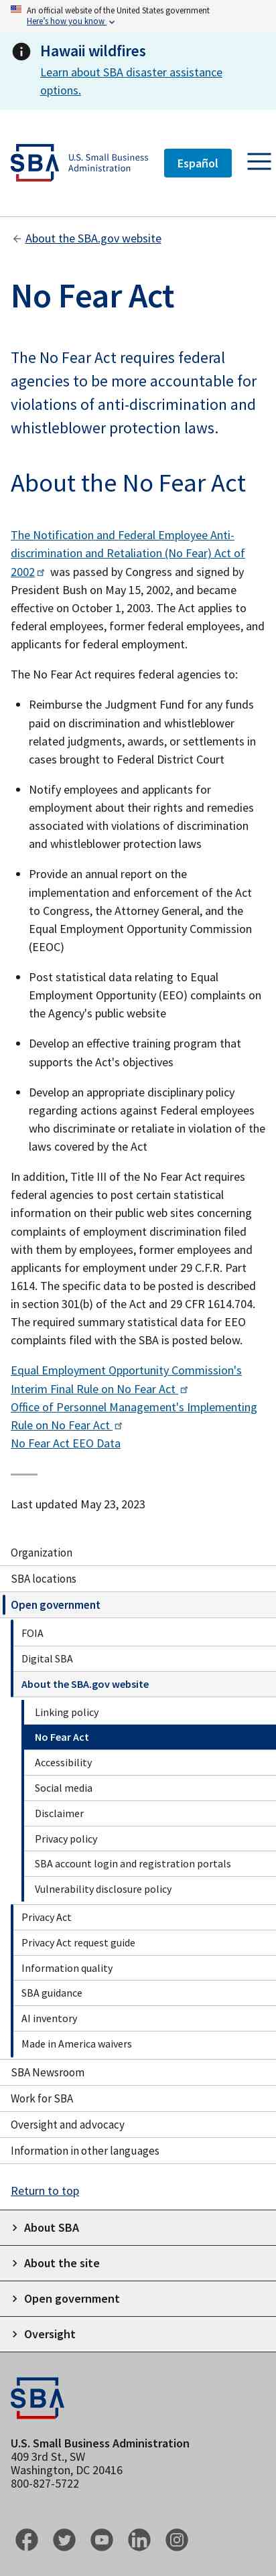 An official website of the United States government
Here's how you know
Hawaii wildfires
Learn about SBA disaster assistance
options.
SBA
U.S. Small Business
Administration
Español
About the SBA.gov website
No Fear Act
The No Fear Act requires federal
agencies to be more accountable for
violations of anti-discrimination and
whistleblower protection laws.
About the No Fear Act
The Notification and Federal Employee Anti-
discrimination and Retaliation (No Fear) Act of
2002 was passed by Congress and signed by
President Bush on May 15, 2002, and became
effective on October 1, 2003. The Act applies to
federal employees, former federal employees, and
applicants for federal employment.
The No Fear Act requires federal agencies to:
• Reimburse the Judgment Fund for any funds
paid on discrimination and whistleblower
related judgments, awards, or settlements in
cases brought to Federal District Court
• Notify employees and applicants for
employment about their rights and remedies
associated with violations of discrimination
and whistleblower protection laws
• Provide an annual report on the
implementation and enforcement of the Act
to Congress, the Attorney General, and the
Equal Employment Opportunity Commission
(EEOC)
• Post statistical data relating to Equal
Employment Opportunity (EEO) complaints on
the Agency's public website
• Develop an effective training program that
supports the Act's objectives
• Develop an appropriate disciplinary policy
regarding actions against Federal employees
who discriminate or retaliate in violation of the
laws covered by the Act
In addition, Title III of the No Fear Act requires
federal agencies to post certain statistical
information on their public web sites concerning
complaints of employment discrimination filed
with them by employees, former employees and
applicants for employment under 29 C.F.R. Part
1614. The specific data to be posted is described
in section 301(b) of the Act and 29 CFR 1614.704.
The required summary statistical data for EEO
complaints filed with the SBA is posted below.
Equal Employment Opportunity Commission's
Interim Final Rule on No Fear Act
Office of Personnel Management's Implementing
Rule on No Fear Act
No Fear Act EEO Data
Last updated May 23, 2023
Organization
SBA locations
Open government
FOIA
Digital SBA
About the SBA.gov website
Linking policy
No Fear Act
Accessibility
Social media
Disclaimer
Privacy policy
SBA account login and registration portals
Vulnerability disclosure policy
Privacy Act
Privacy Act request guide
Information quality
SBA guidance
AI inventory
Made in America waivers
SBA Newsroom
Work for SBA
Oversight and advocacy
Information in other languages
Return to top
About SBA
About the site
Open government
Oversight
SBA
U.S. Small Business Administration
409 3rd St., SW
Washington, DC 20416
800-827-5722